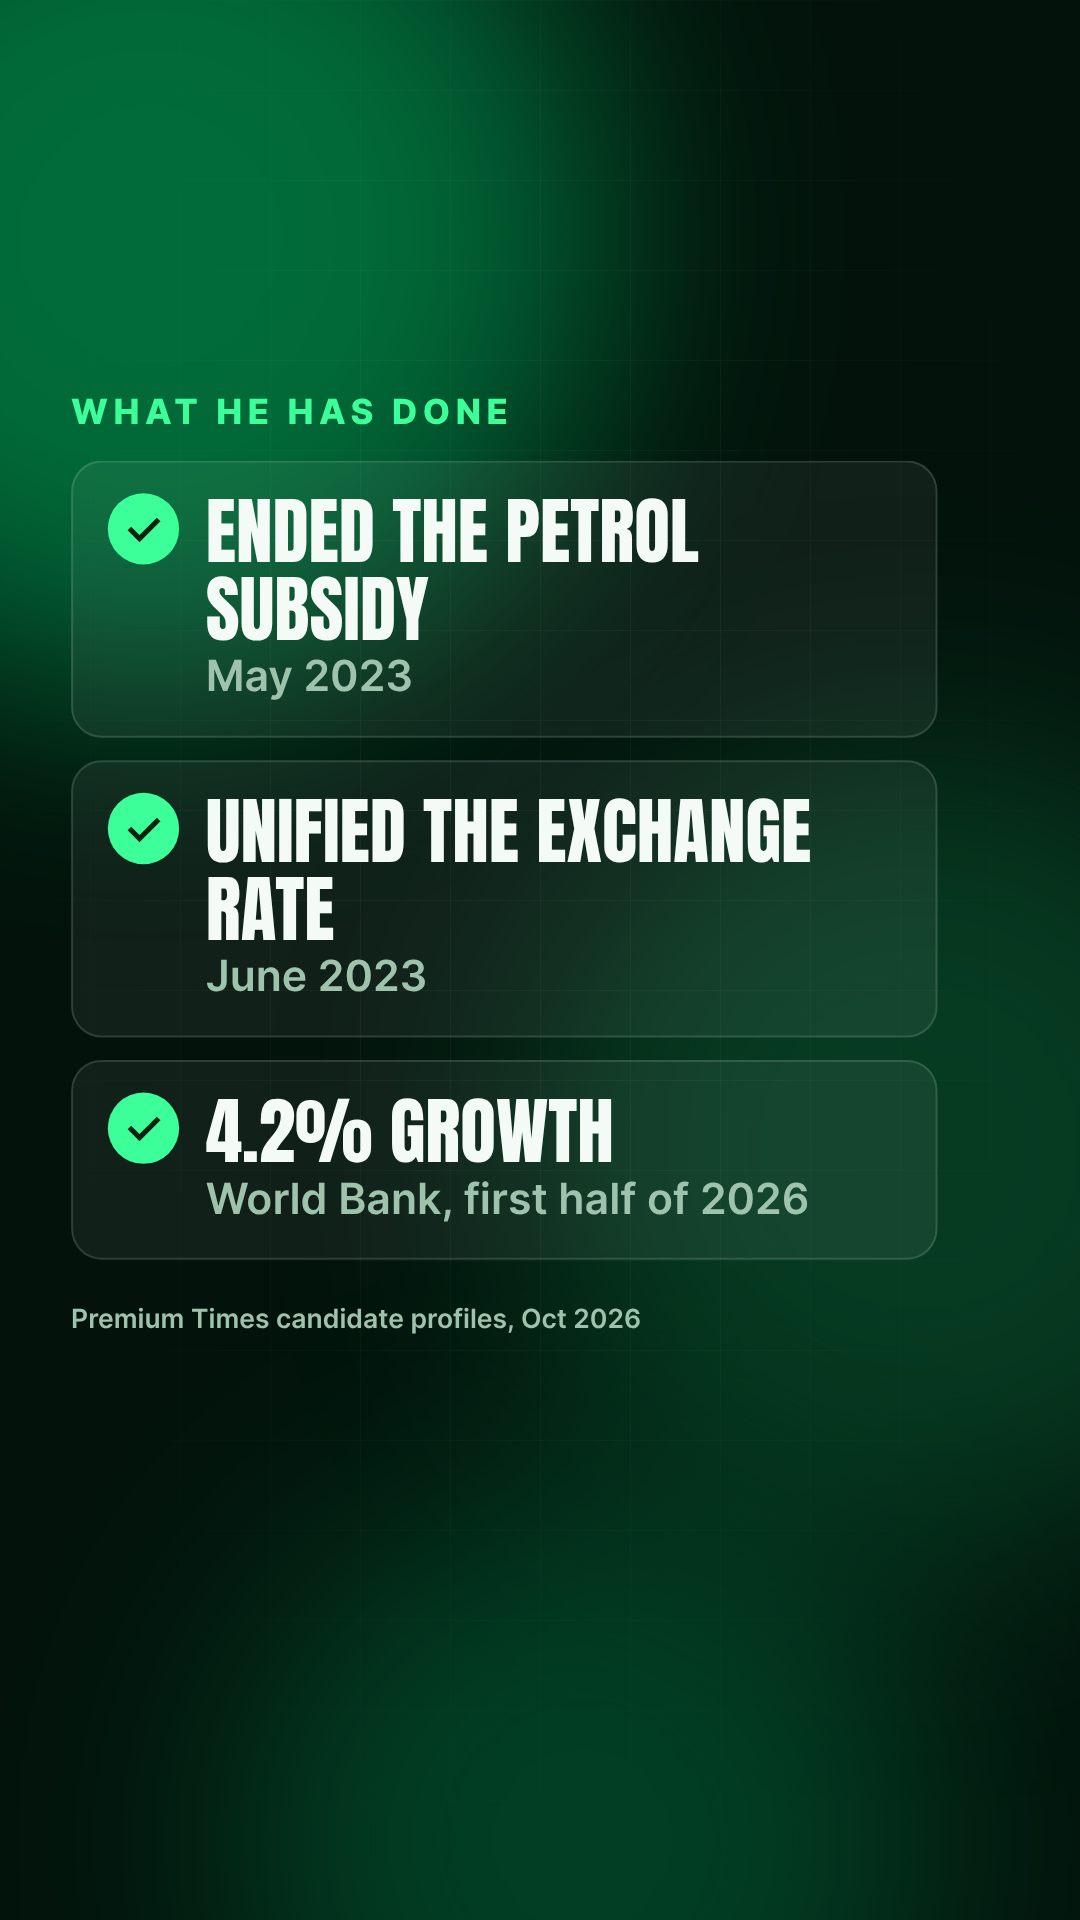 WHAT HE HAS DONE
ENDED THE PETROL
SUBSIDY
May 2023
UNIFIED THE EXCHANGE
RATE
June 2023
4.2% GROWTH
World Bank, first half of 2026
Premium Times candidate profiles, Oct 2026